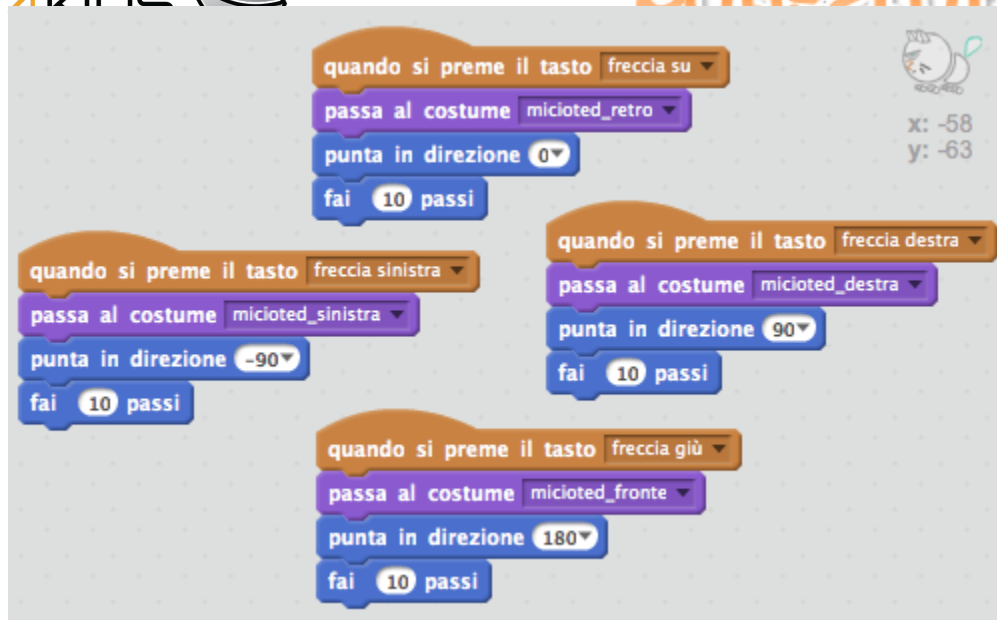 quando si preme il tasto freccia su
passa al costume micioted_retro
punta in direzione 0
fai 10 passi
x: -58
y: -63
quando si preme il tasto freccia sinistra
passa al costume micioted_sinistra
punta in direzione -90
fai 10 passi
quando si preme il tasto freccia destra
passa al costume micioted_destra
punta in direzione 90
fai 10 passi
quando si preme il tasto freccia giù
passa al costume micioted_fronte
punta in direzione 180
fai 10 passi